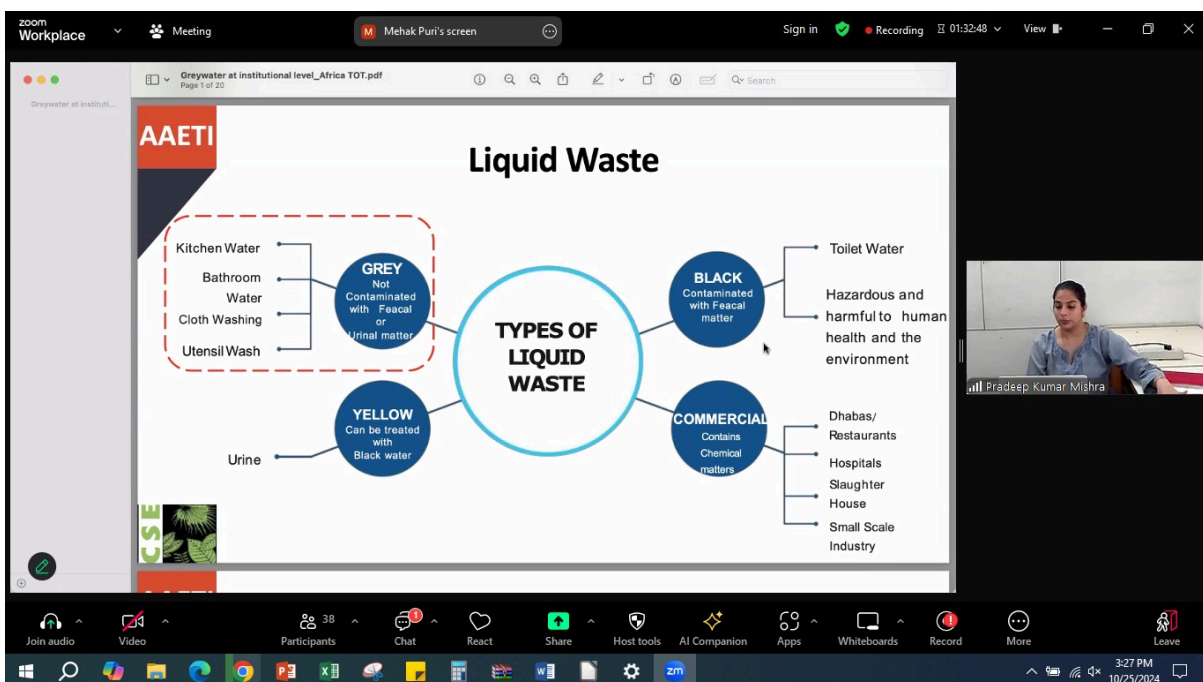 zoom
Workplace
Meeting
M Mehak Puri's screen
Sign in
Recording
01:32:48
View
Greywater at institutional level_Africa TOT.pdf
Page 1 of 20
Search
Greywater at instituti...
AAETI
Liquid Waste
Kitchen Water
Bathroom
Water
Cloth Washing
Utensil Wash
GREY
Not
Contaminated
with Feacal
or
Urinal matter
YELLOW
Can be treated
with
Black water
Urine
TYPES OF
LIQUID
WASTE
BLACK
Contaminated
with Feacal
matter
Toilet Water
Hazardous and
harmful to human
health and the
environment
COMMERCIAL
Contains
Chemical
matters
Dhabas/
Restaurants
Hospitals
Slaughter
House
Small Scale
Industry
CSE
Pradeep Kumar Mishra
Join audio
Video
38
Participants
1
Chat
React
Share
Host tools
AI Companion
Apps
Whiteboards
Record
More
Leave
zm
3:27 PM
10/25/2024